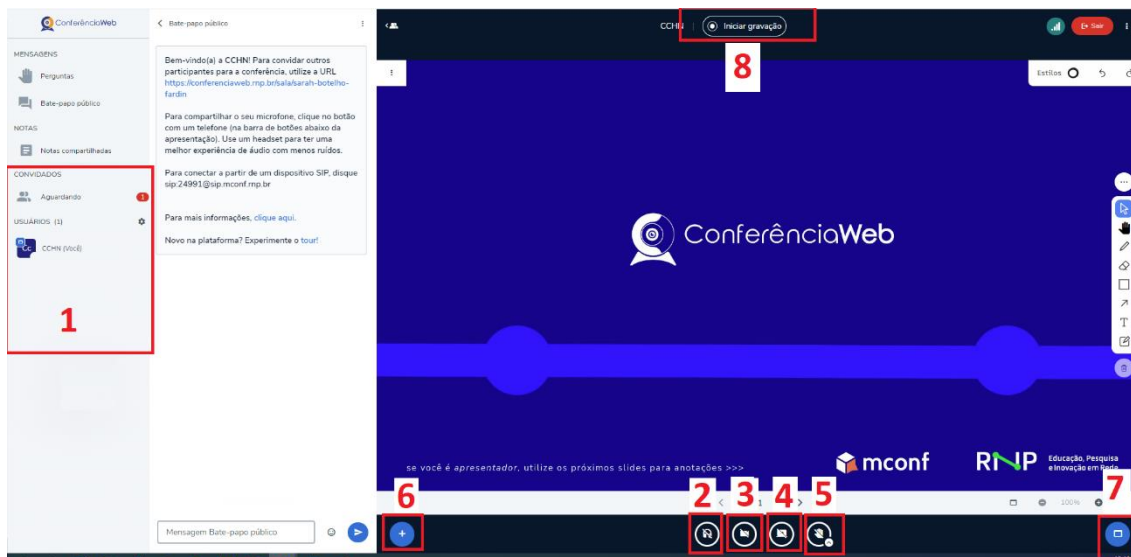 ConferênciaWeb
MENSAGENS
Perguntas
Bate-papo público
NOTAS
Notas compartilhadas
CONVIDADOS
Aguardando
1
USUÁRIOS (1)
Cc
CCHN (Você)
1
Bate-papo público
Bem-vindo(a) a CCHN! Para convidar outros
participantes para a conferência, utilize a URL
https://conferenciaweb.rnp.br/sala/sarah-botelho-
fardin
Para compartilhar o seu microfone, clique no botão
com um telefone (na barra de botões abaixo da
apresentação). Use um headset para ter uma
melhor experiência de áudio com menos ruídos.
Para conectar a partir de um dispositivo SIP, disque
sip:24991@sip.mconf.rnp.br
Para mais informações, clique aqui.
Novo na plataforma? Experimente o tour!
Mensagem Bate-papo público
CCHN
Iniciar gravação
8
Sair
Estilos
ConferênciaWeb
T
se você é apresentador, utilize os próximos slides para anotações >>>
mconf
RNP
Educação, Pesquisa
e Inovação em Rede
6
2
3
1
4
5
100%
7